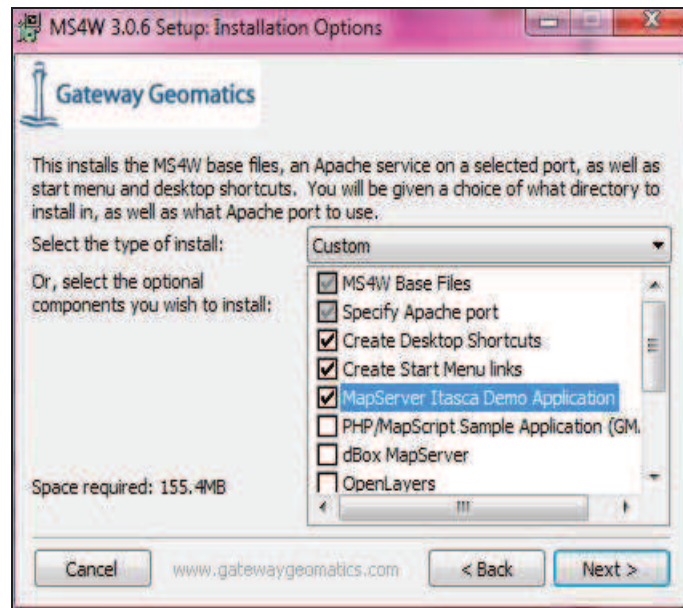 MS4W 3.0.6 Setup: Installation Options
Gateway Geomatics
This installs the MS4W base files, an Apache service on a selected port, as well as
start menu and desktop shortcuts.  You will be given a choice of what directory to
install in, as well as what Apache port to use.
Select the type of install:
Custom
Or, select the optional
components you wish to install:
MS4W Base Files
Specify Apache port
Create Desktop Shortcuts
Create Start Menu links
MapServer Itasca Demo Application
PHP/MapScript Sample Application (GM.
dBox MapServer
OpenLayers
Space required: 155.4MB
Cancel
www.gatewaygeomatics.com
< Back
Next >